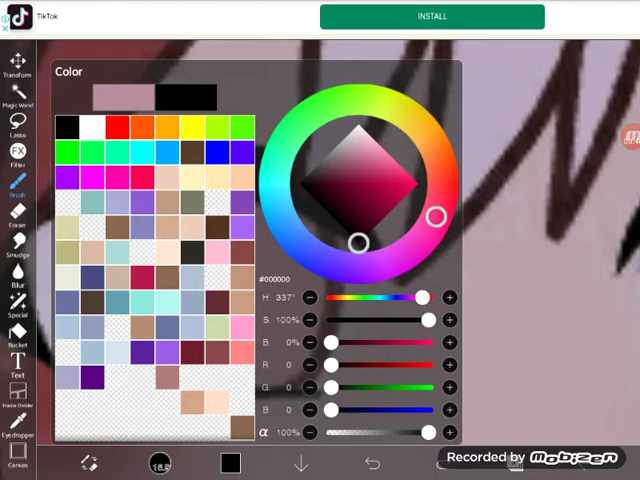 TikTok
INSTALL
Color
Transform
Magic Wand
Lasso
FX
Filter
Brush
Eraser
Smudge
Blur
Special
Bucket
T
Text
Frame Divider
Eyedropper
Canvas
#000000
H: 337°
S: 100%
B: 0%
R: 0
G: 0
B: 0
α: 100%
Recorded by MOBIZEN